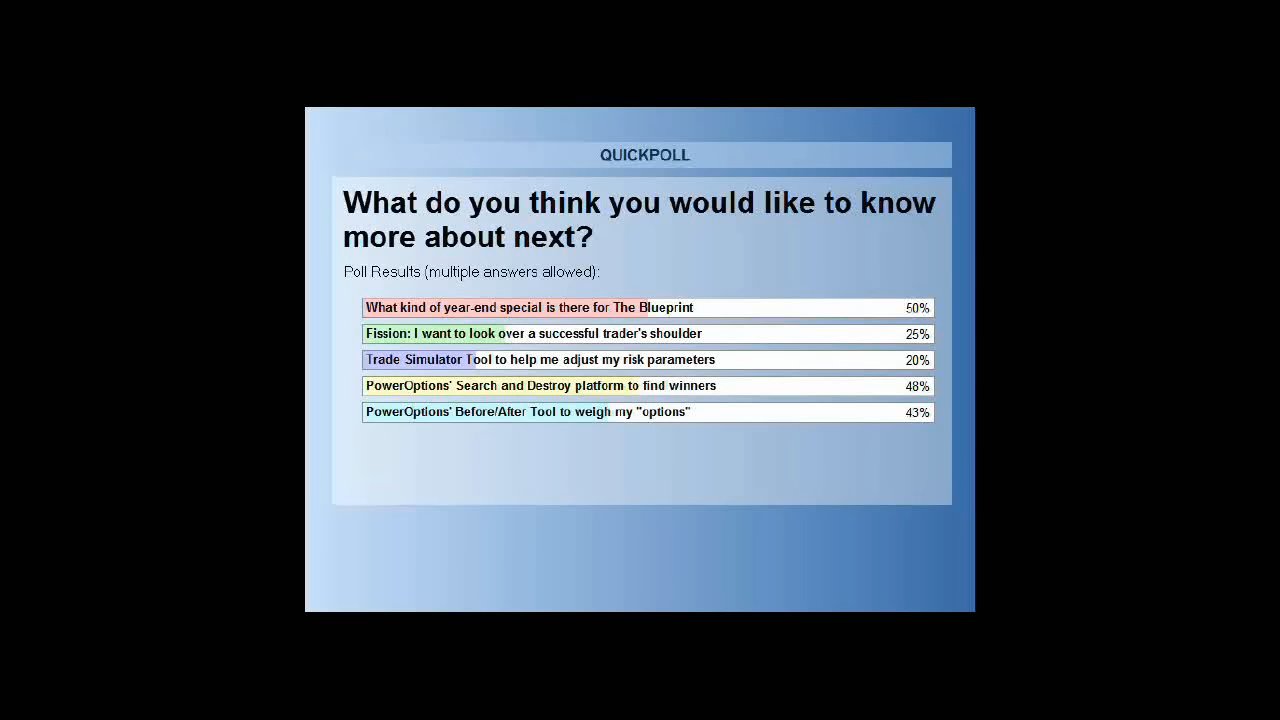 QUICKPOLL
What do you think you would like to know
more about next?
Poll Results (multiple answers allowed):
What kind of year-end special is there for The Blueprint 50%
Fission: I want to look over a successful trader's shoulder 25%
Trade Simulator Tool to help me adjust my risk parameters 20%
PowerOptions' Search and Destroy platform to find winners 48%
PowerOptions' Before/After Tool to weigh my "options" 43%